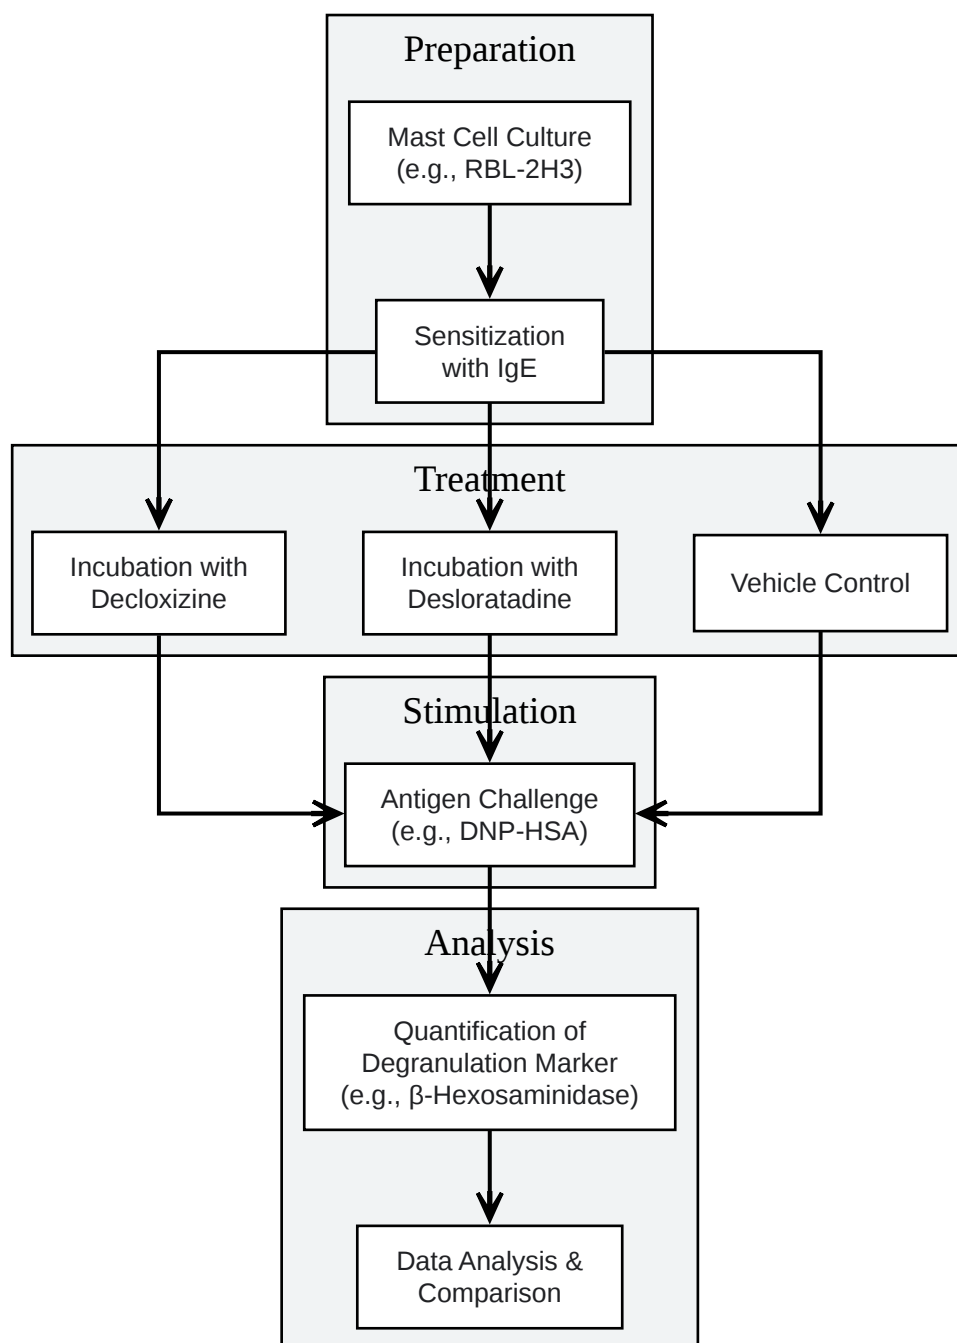 Preparation
Mast Cell Culture
(e.g., RBL-2H3)
Sensitization
with IgE
Treatment
Incubation with
Decloxizine
Incubation with
Desloratadine
Vehicle Control
Stimulation
Antigen Challenge
(e.g., DNP-HSA)
Analysis
Quantification of
Degranulation Marker
(e.g., β-Hexosaminidase)
Data Analysis &
Comparison